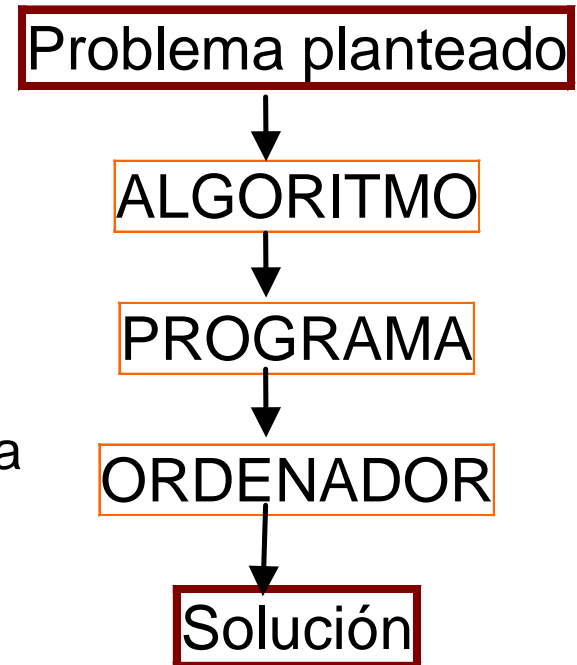 Problema planteado
ALGORITMO
PROGRAMA
a
ORDENADOR
Solución